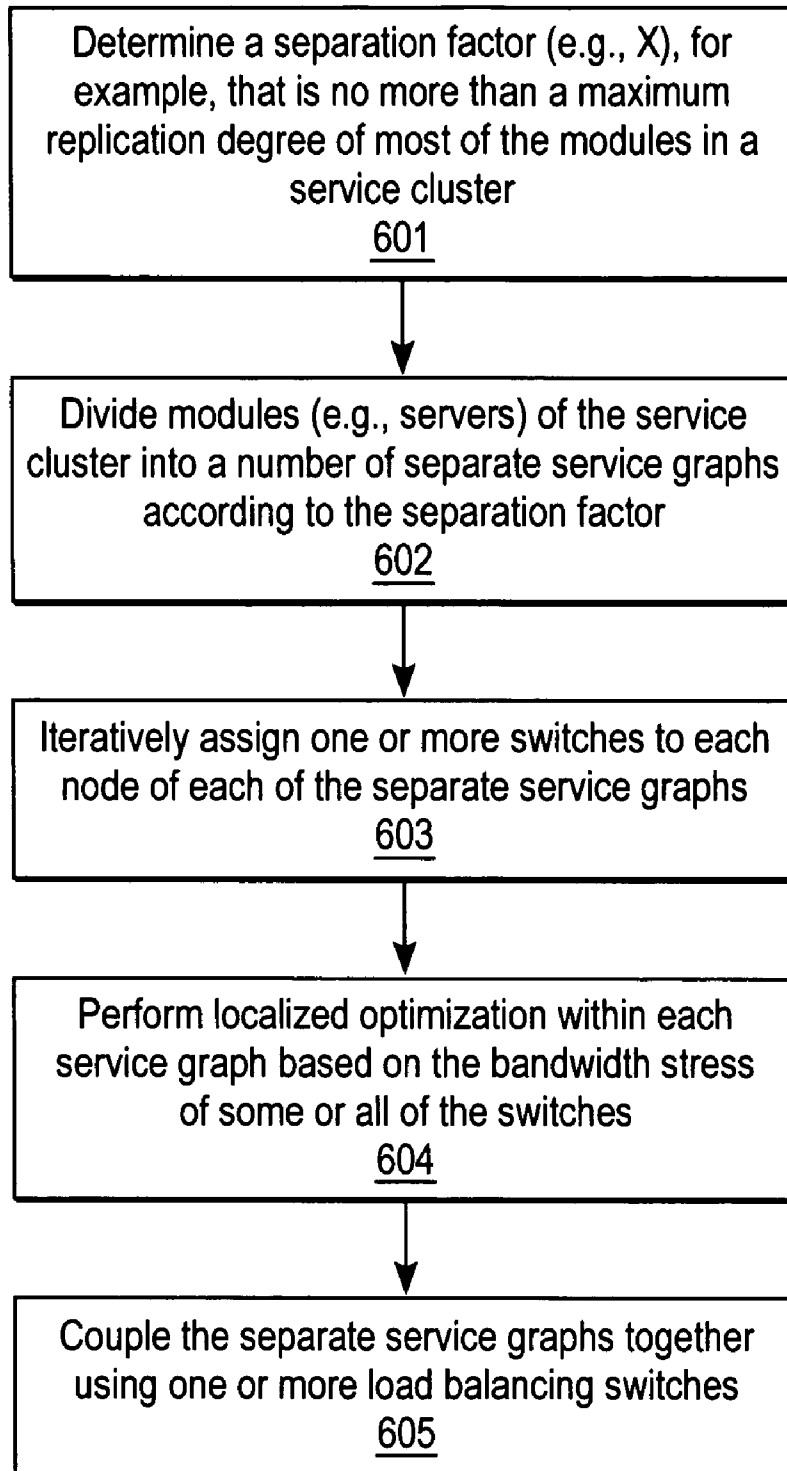 Determine a separation factor (e.g., X), for
example, that is no more than a maximum
replication degree of most of the modules in a
service cluster
601
Divide modules (e.g., servers) of the service
cluster into a number of separate service graphs
according to the separation factor
602
Iteratively assign one or more switches to each
node of each of the separate service graphs
603
Perform localized optimization within each
service graph based on the bandwidth stress
of some or all of the switches
604
Couple the separate service graphs together
using one or more load balancing switches
605